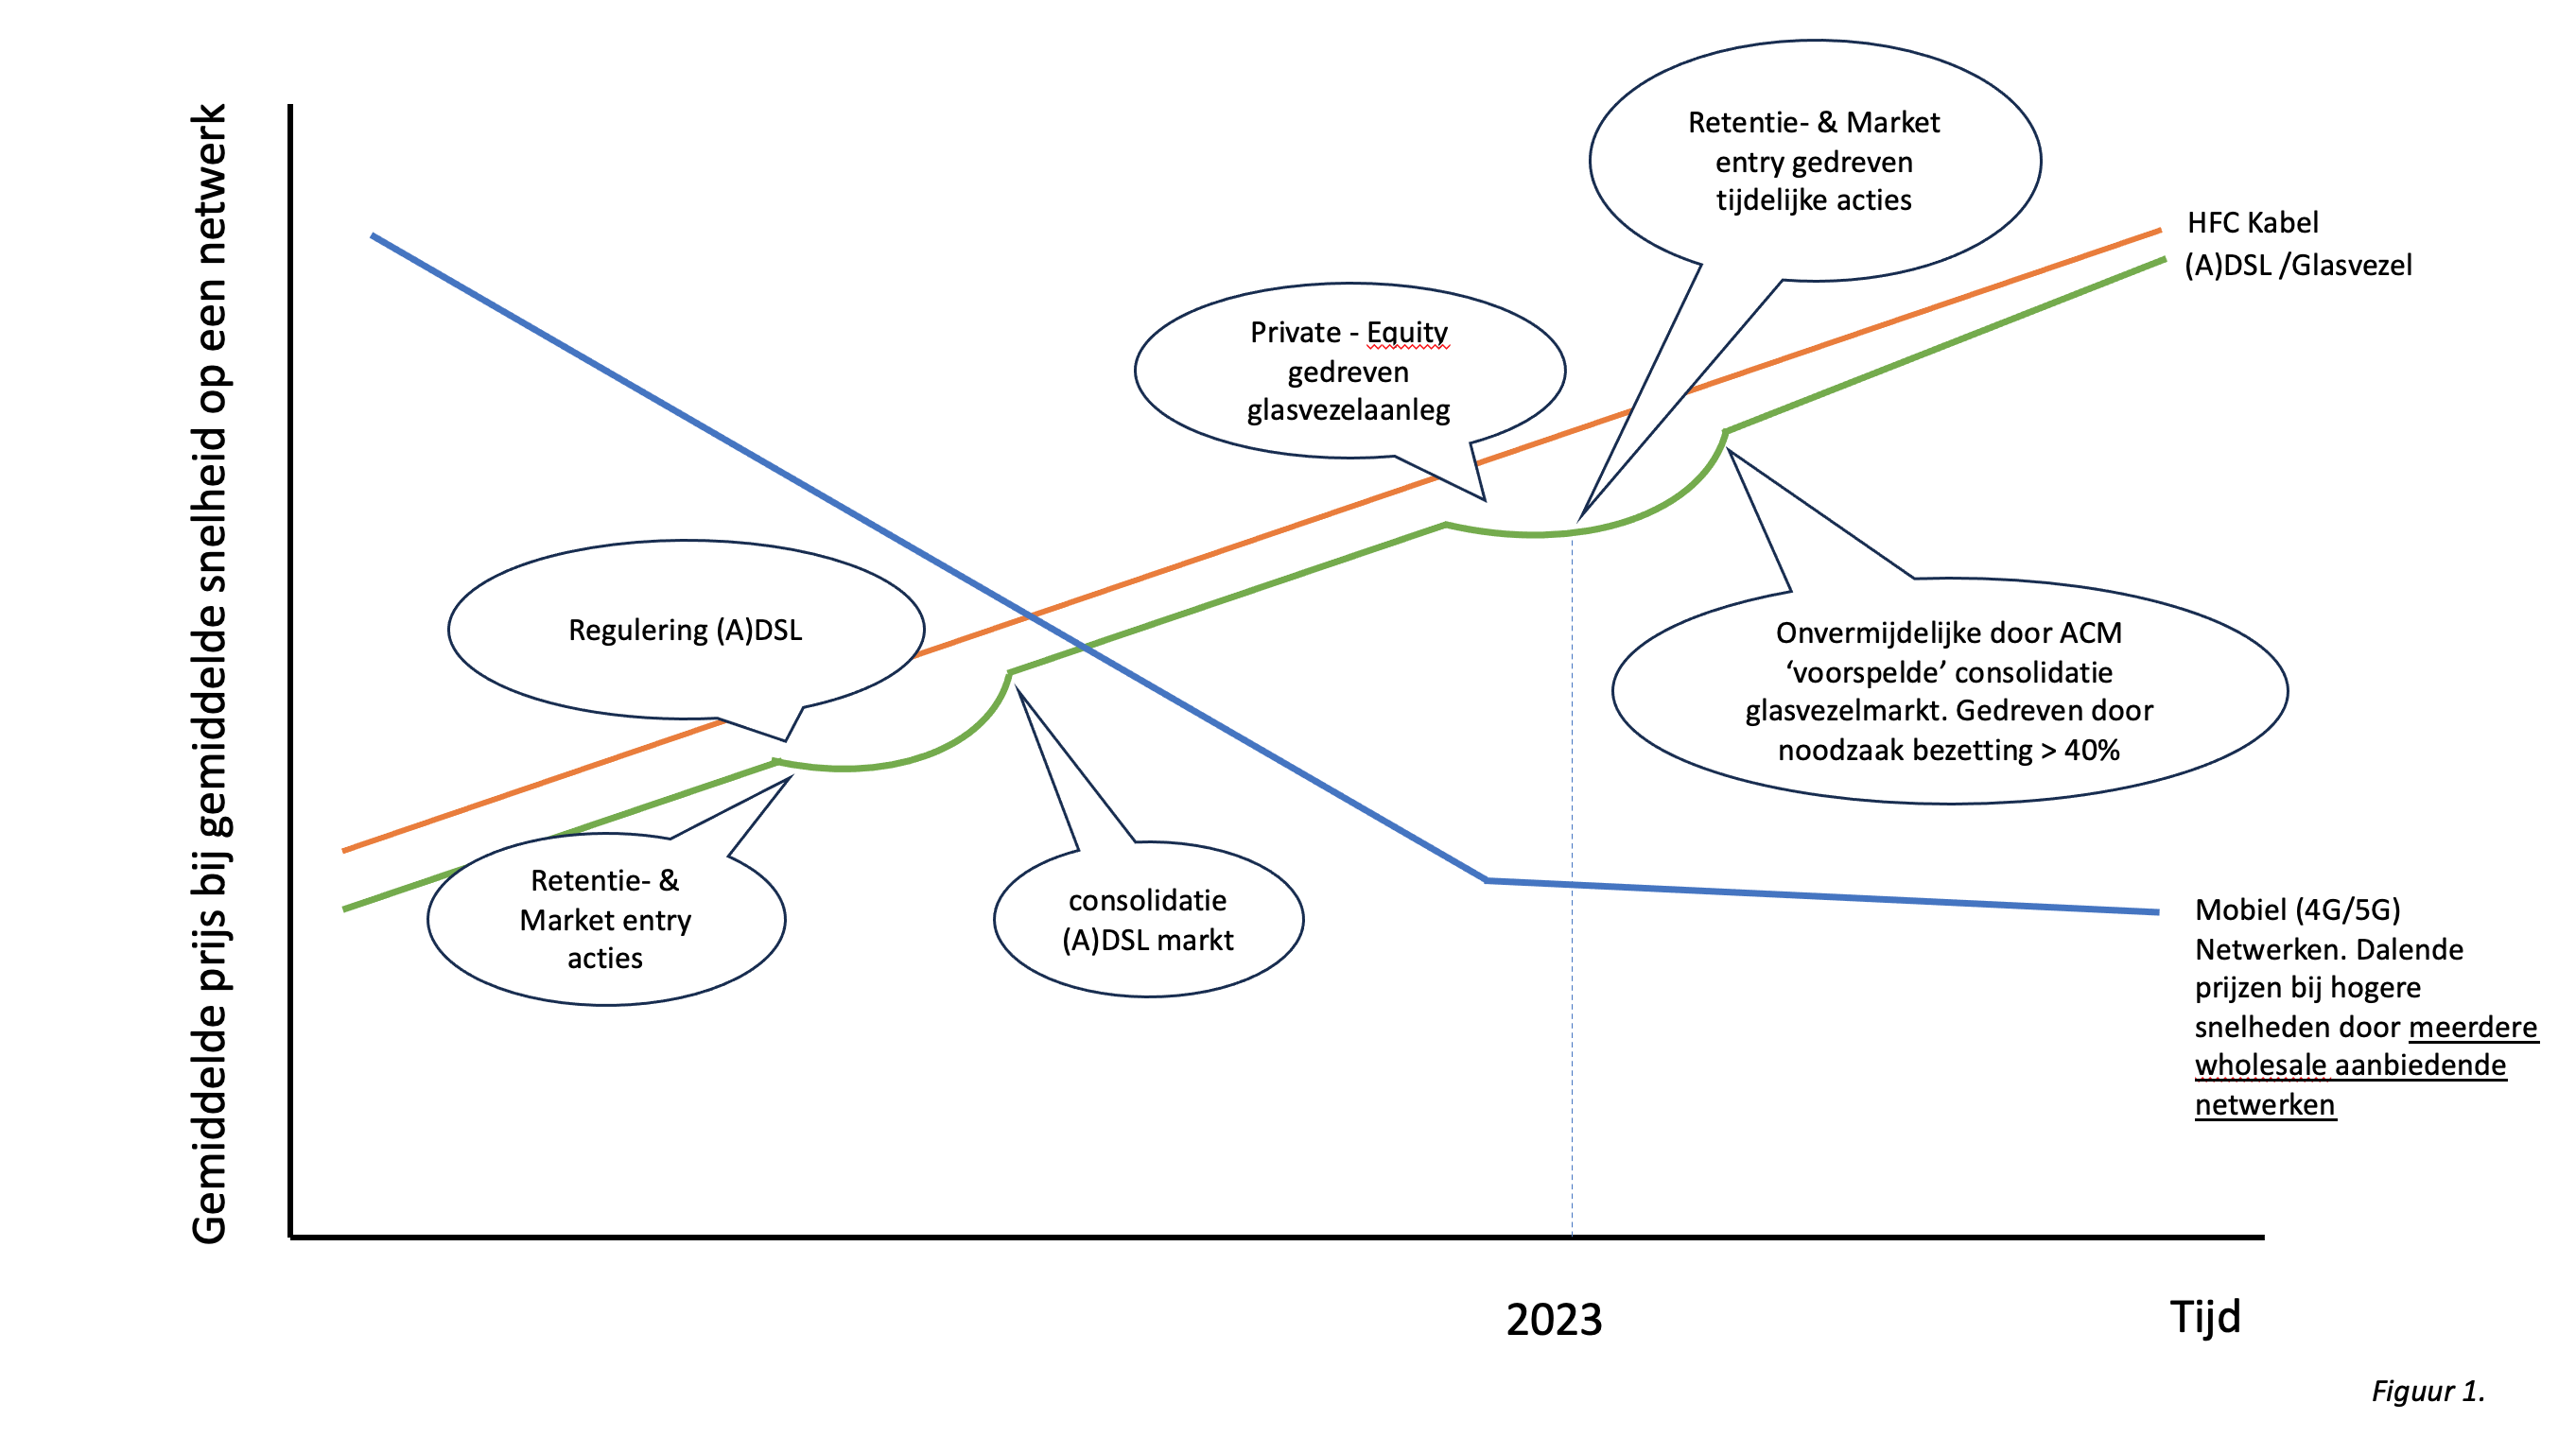 Gemiddelde prijs bij gemiddelde snelheid op een netwerk
Retentie- & Market
entry gedreven
tijdelijke acties
HFC Kabel
(A)DSL /Glasvezel
Private - Equity
gedreven
glasvezelaanleg
Regulering (A)DSL
Onvermijdelijke door ACM
‘voorspelde’ consolidatie
glasvezelmarkt. Gedreven door
noodzaak bezetting > 40%
Retentie- &
Market entry
acties
consolidatie
(A)DSL markt
Mobiel (4G/5G)
Netwerken. Dalende
prijzen bij hogere
snelheden door meerdere
wholesale aanbiedende
netwerken
2023
Tijd
Figuur 1.